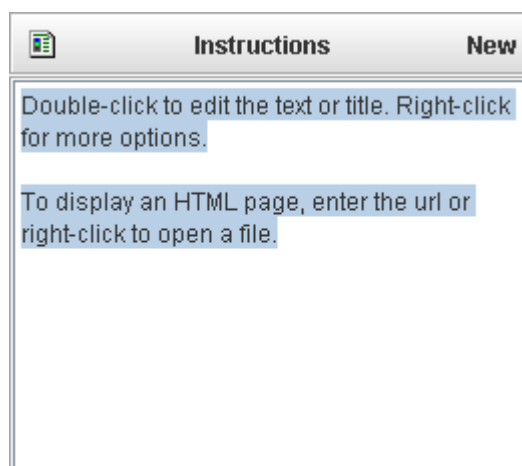 Instructions New
Double-click to edit the text or title. Right-click
for more options.
To display an HTML page, enter the url or
right-click to open a file.